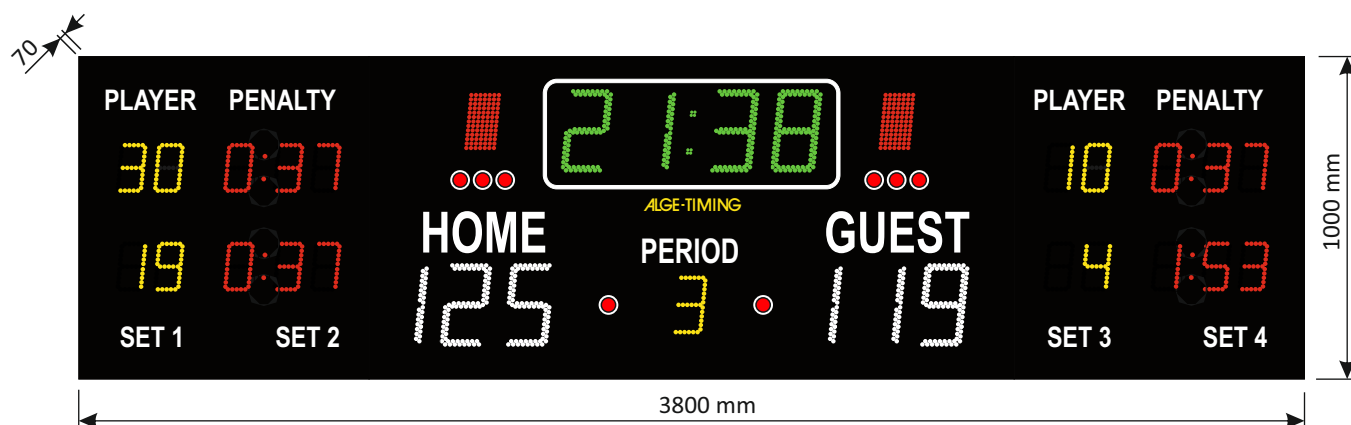 70
PLAYER PENALTY
21:38
PLAYER PENALTY
30 0:37
10 0:37
ALGE-TIMING
HOME
PERIOD
GUEST
19 0:37
4 1:53
125
3
119
SET 1 SET 2
SET 3 SET 4
1000 mm
3800 mm